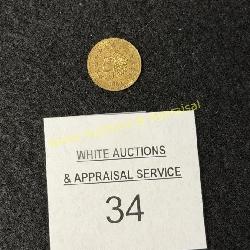 WHITE AUCTIONS
& APPRAISAL SERVICE
34